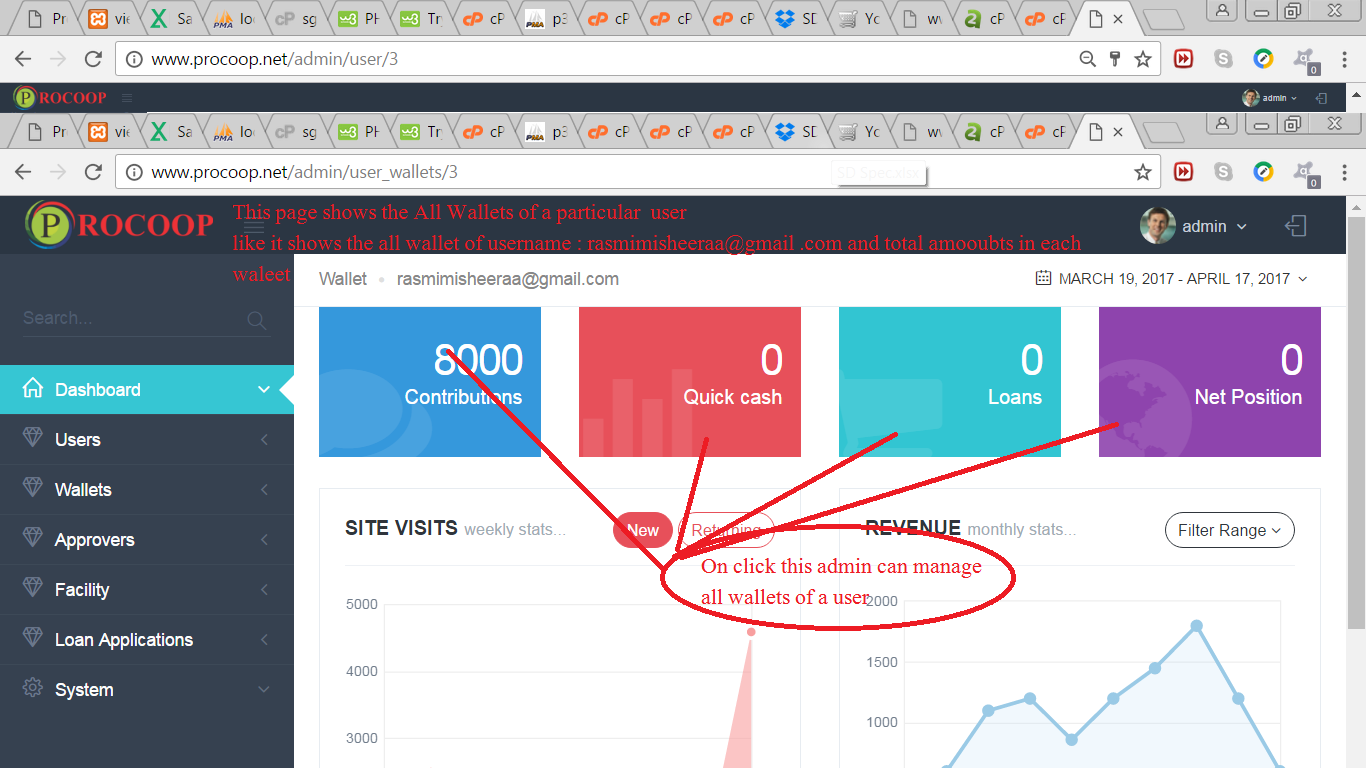 Pr
vie
Sa
lo
sg
PH
Tr
cP
p3
cP
cP
cP
SD
Yo
wv
cP
cP
www.procoop.net/admin/user/3
0
PROCOOP
admin
Pr
vie
Sa
lo
sg
PH
Tr
cP
p3
cP
cP
cP
SD
Yo
wv
cP
cP
www.procoop.net/admin/user_wallets/3
SD Spec.xlsx
0
PROCOOP
This page shows the All Wallets of a particular user
like it shows the all wallet of username : rasmimisheeraa@gmail .com and total amooubts in each
waleet
admin
Wallet rasmimisheeraa@gmail.com
MARCH 19, 2017 - APRIL 17, 2017
Search...
Dashboard
Users
Wallets
Approvers
Facility
Loan Applications
System
8000
Contributions
0
Quick cash
0
Loans
0
Net Position
SITE VISITS weekly stats...
New
Returning
REVENUE monthly stats...
Filter Range
On click this admin can manage
all wallets of a user
5000
4000
3000
2000
1500
1000